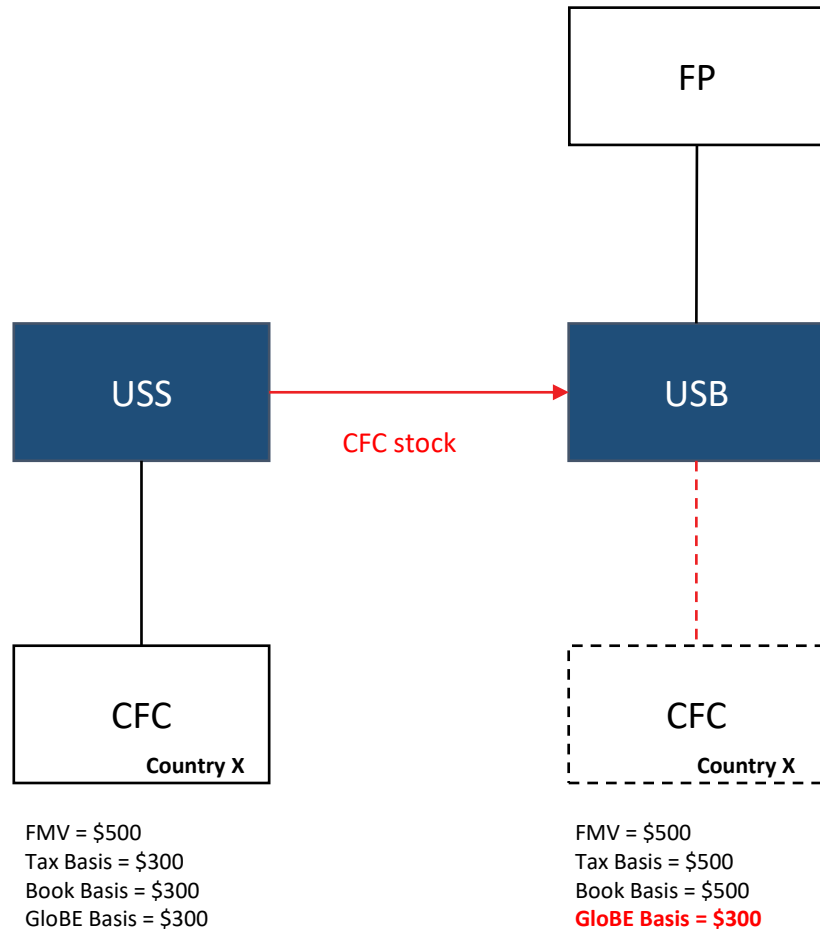 FP
USS
USB
CFC stock
CFC
Country X
CFC
Country X
FMV = $500
Tax Basis = $300
Book Basis = $300
GloBE Basis = $300
FMV = $500
Tax Basis = $500
Book Basis = $500
GloBE Basis = $300